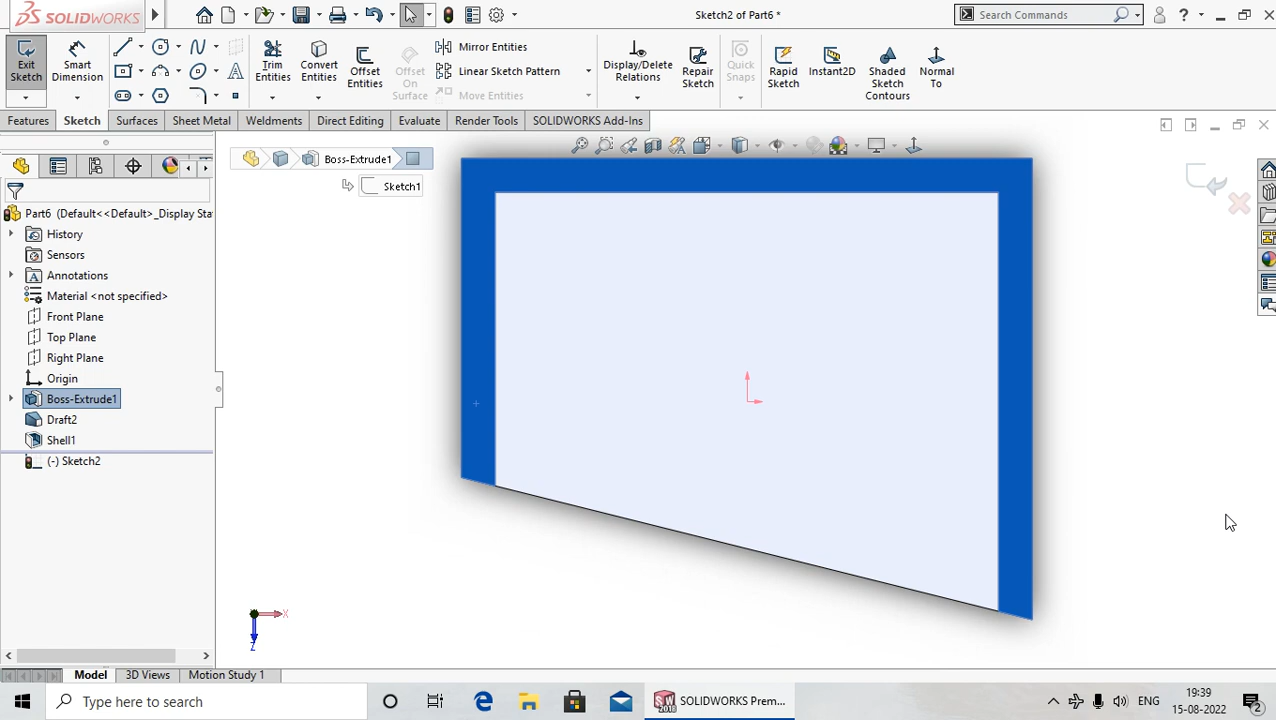 SOLIDWORKS
Sketch2 of Part6 *
Search Commands
?
Exit Sketch
Smart Dimension
Trim Entities
Convert Entities
Offset Entities
Offset On Surface
Mirror Entities
Linear Sketch Pattern
Move Entities
Display/Delete Relations
Repair Sketch
Quick Snaps
Rapid Sketch
Instant2D
Shaded Sketch Contours
Normal To
Features
Sketch
Surfaces
Sheet Metal
Weldments
Direct Editing
Evaluate
Render Tools
SOLIDWORKS Add-Ins
Boss-Extrude1
Sketch1
Part6 (Default<<Default>_Display Sta
History
Sensors
Annotations
Material <not specified>
Front Plane
Top Plane
Right Plane
Origin
Boss-Extrude1
Draft2
Shell1
(-) Sketch2
X
Z
Model
3D Views
Motion Study 1
Type here to search
SOLIDWORKS Prem...
ENG
19:39
15-08-2022
2